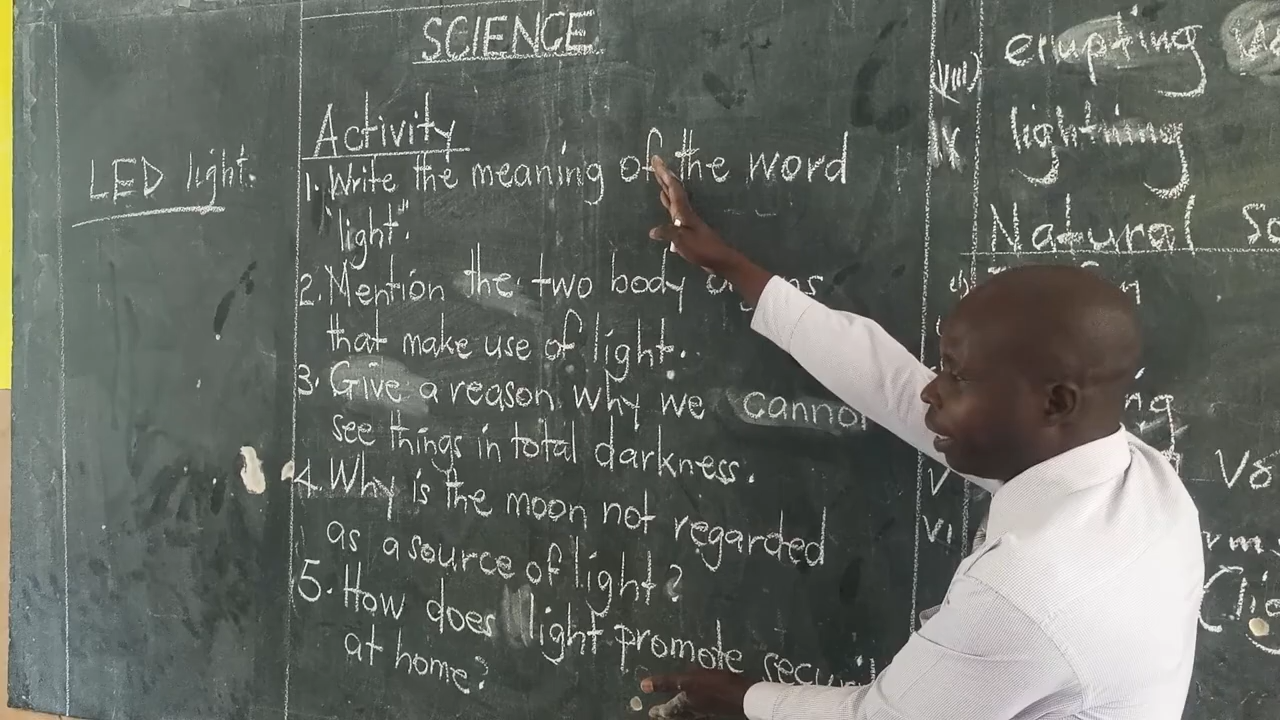 SCIENCE
LED light.
Activity
1. Write the meaning of the word
"light".
2. Mention the two body
that make use of light.
3. Give a reason why we
see things in total darkness.
4. Why is the moon not regarded
as a source of light?
5. How does light promote
at home?
(viii) erupting
ix lightning
Natural
v
vi